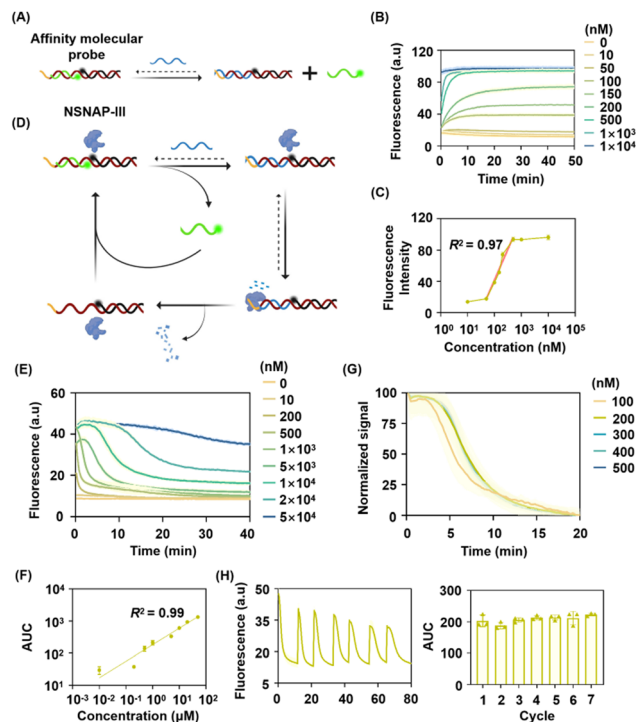 (A)
Affinity molecular
probe
+
(B)
Fluorescence (a.u)
120
80
40
0
0 10 20 30 40 50
Time (min)
(nM)
0
10
50
100
150
200
500
1×10³
1×10⁴
(C)
Fluorescence
Intensity
120
80
40
0
R² = 0.97
10⁰ 10¹ 10² 10³ 10⁴ 10⁵
Concentration (nM)
(D)
NSNAP-III
(E)
(nM)
Fluorescence (a.u)
60
40
20
0
0 10 20 30 40
Time (min)
0
10
200
500
1×10³
5×10³
1×10⁴
2×10⁴
5×10⁴
(G)
Normalized signal
100
75
50
25
0
0 5 10 15 20
Time (min)
(nM)
100
200
300
400
500
(F)
AUC
10⁴
10³
10²
10¹
R² = 0.99
10⁻³ 10⁻² 10⁻¹ 10⁰ 10¹ 10²
Concentration (μM)
(H)
Fluorescence (a.u)
50
35
25
15
5
0 20 40 60 80
AUC
300
200
100
0
1 2 3 4 5 6 7
Cycle